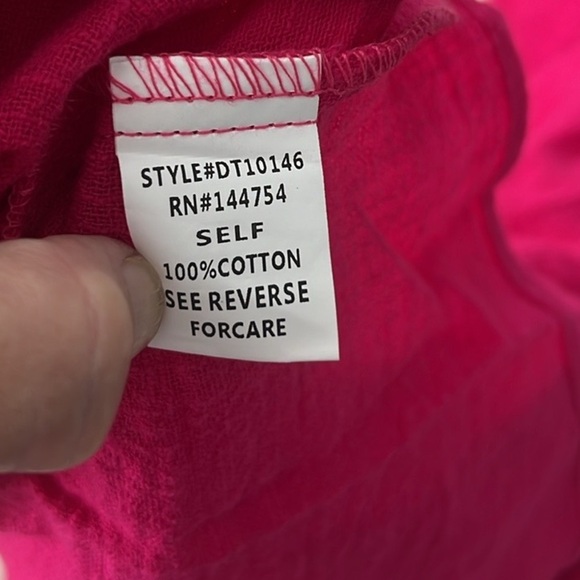 STYLE#DT10146
RN#144754
SELF
100%COTTON
SEE REVERSE
FORCARE